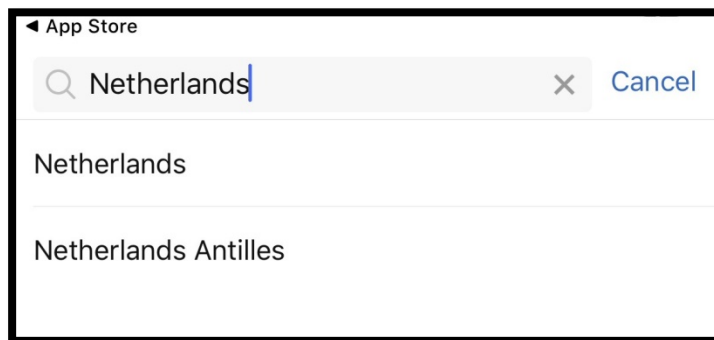 ◀ App Store
Netherlands Cancel
Netherlands
Netherlands Antilles